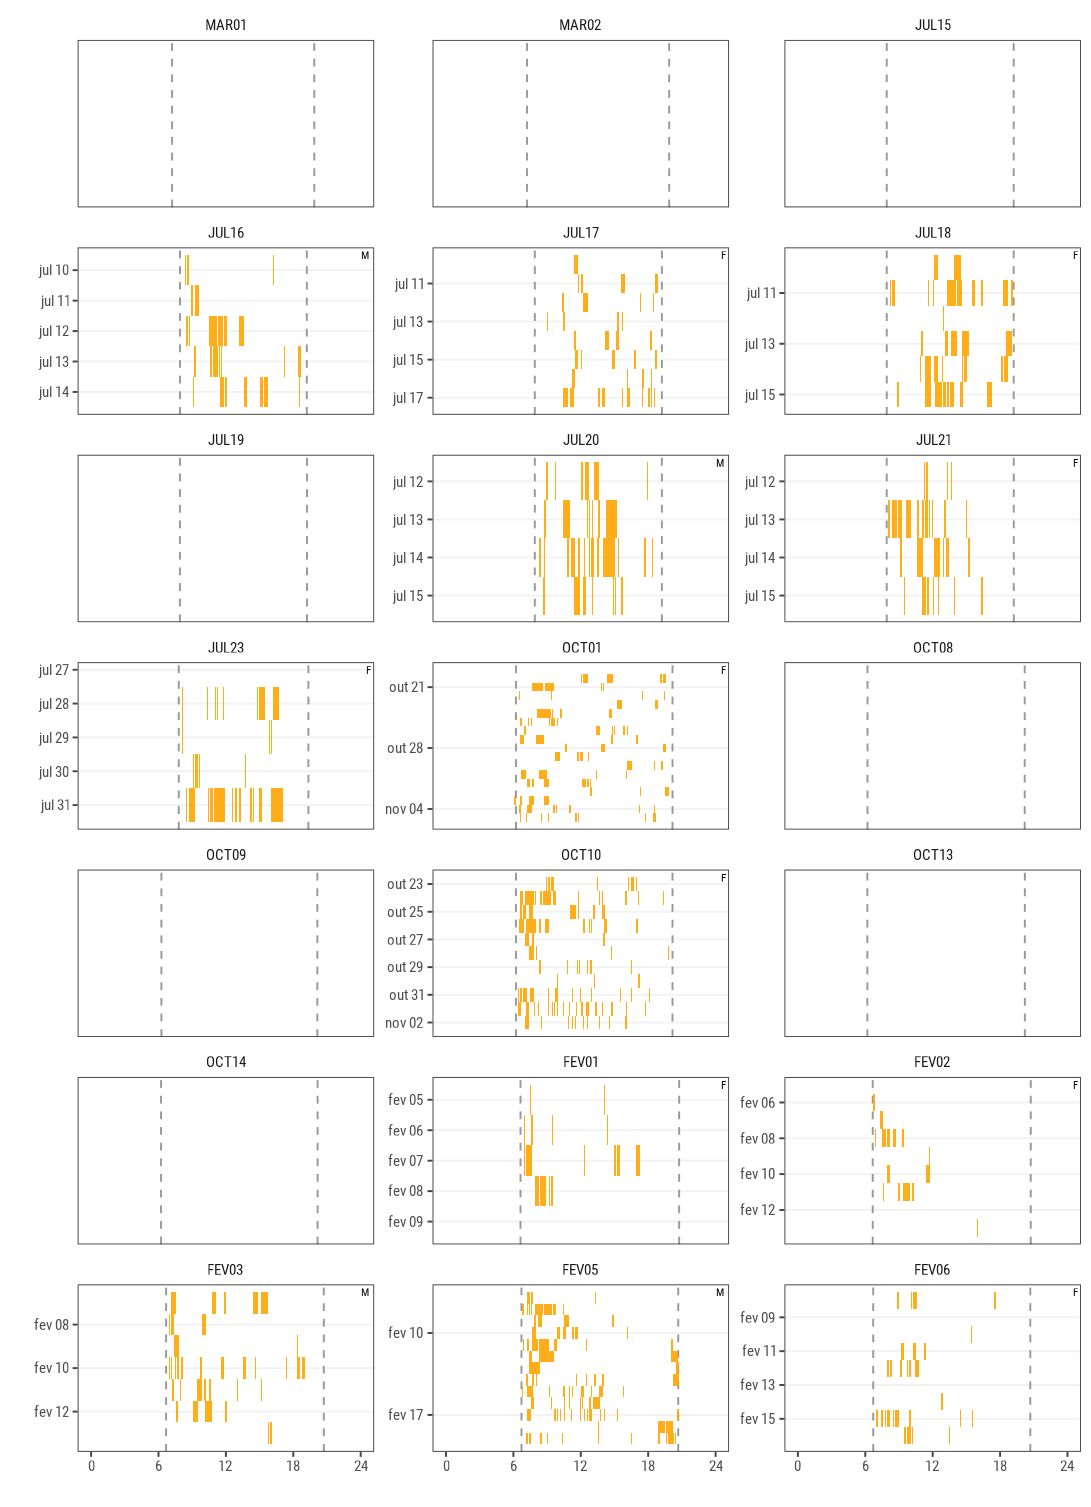 MAR01 MAR02 JUL15
JUL16 JUL17 JUL18
M F F
jul 10
jul 11
jul 12
jul 13
jul 14
jul 11
jul 13
jul 15
jul 17
jul 11
jul 13
jul 15
JUL19 JUL20 JUL21
M F
jul 12
jul 13
jul 14
jul 15
jul 12
jul 13
jul 14
jul 15
JUL23 OCT01 OCT08
F F
jul 27
jul 28
jul 29
jul 30
jul 31
out 21
out 28
nov 04
OCT09 OCT10 OCT13
F
out 23
out 25
out 27
out 29
out 31
nov 02
OCT14 FEV01 FEV02
F F
fev 05
fev 06
fev 07
fev 08
fev 09
fev 06
fev 08
fev 10
fev 12
FEV03 FEV05 FEV06
M M F
fev 08
fev 10
fev 12
fev 10
fev 17
fev 09
fev 11
fev 13
fev 15
0 6 12 18 24 0 6 12 18 24 0 6 12 18 24